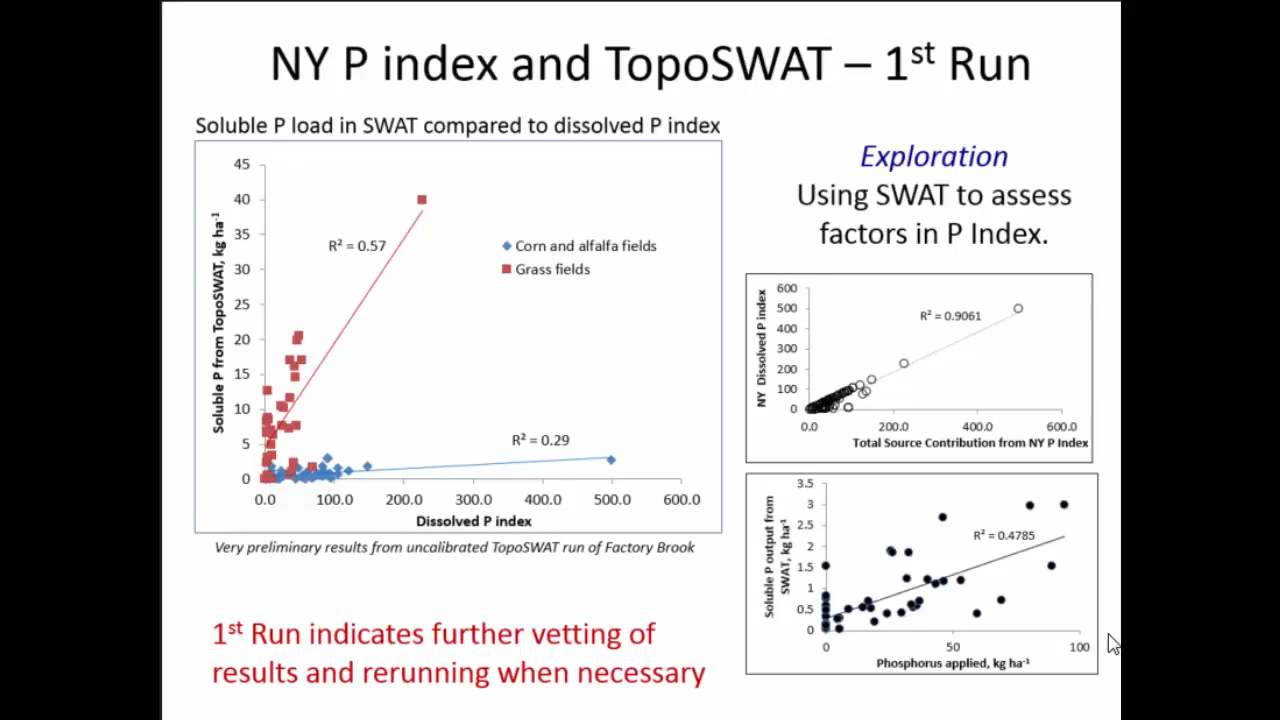 NY P index and TopoSWAT – 1st Run
Soluble P load in SWAT compared to dissolved P index
45
40
35
30
25
20
15
10
5
0
Soluble P from TopoSWAT, kg ha-1
R² = 0.57
Corn and alfalfa fields
Grass fields
R² = 0.29
0.0 100.0 200.0 300.0 400.0 500.0 600.0
Dissolved P index
Very preliminary results from uncalibrated TopoSWAT run of Factory Brook
1st Run indicates further vetting of
results and rerunning when necessary
Exploration
Using SWAT to assess
factors in P Index.
600
500
400
300
200
100
0
NY Dissolved P index
R² = 0.9061
0.0 200.0 400.0 600.0
Total Source Contribution from NY P Index
3.5
3
2.5
2
1.5
1
0.5
0
Soluble P output from
SWAT, kg ha-1
R² = 0.4785
0 50 100
Phosphorus applied, kg ha-1